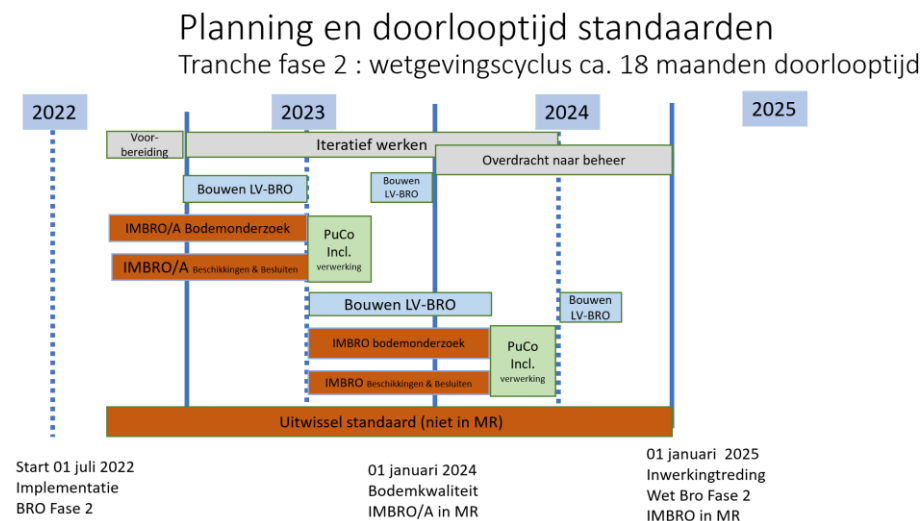 Planning en doorlooptijd standaarden
Tranche fase 2 : wetgevingscyclus ca. 18 maanden doorlooptijd
2022
2023
2024
2025
Voor-
bereiding
Iteratief werken
Overdracht naar beheer
Bouwen LV-BRO
Bouwen
LV-BRO
IMBRO/A Bodemonderzoek
IMBRO/A Beschikkingen & Besluiten
PuCo
Incl.
verwerking
Bouwen LV-BRO
Bouwen
LV-BRO
IMBRO bodemonderzoek
IMBRO Beschikkingen & Besluiten
PuCo
Incl.
verwerking
Uitwissel standaard (niet in MR)
Start 01 juli 2022
Implementatie
BRO Fase 2
01 januari 2024
Bodemkwaliteit
IMBRO/A in MR
01 januari 2025
Inwerkingtreding
Wet Bro Fase 2
IMBRO in MR